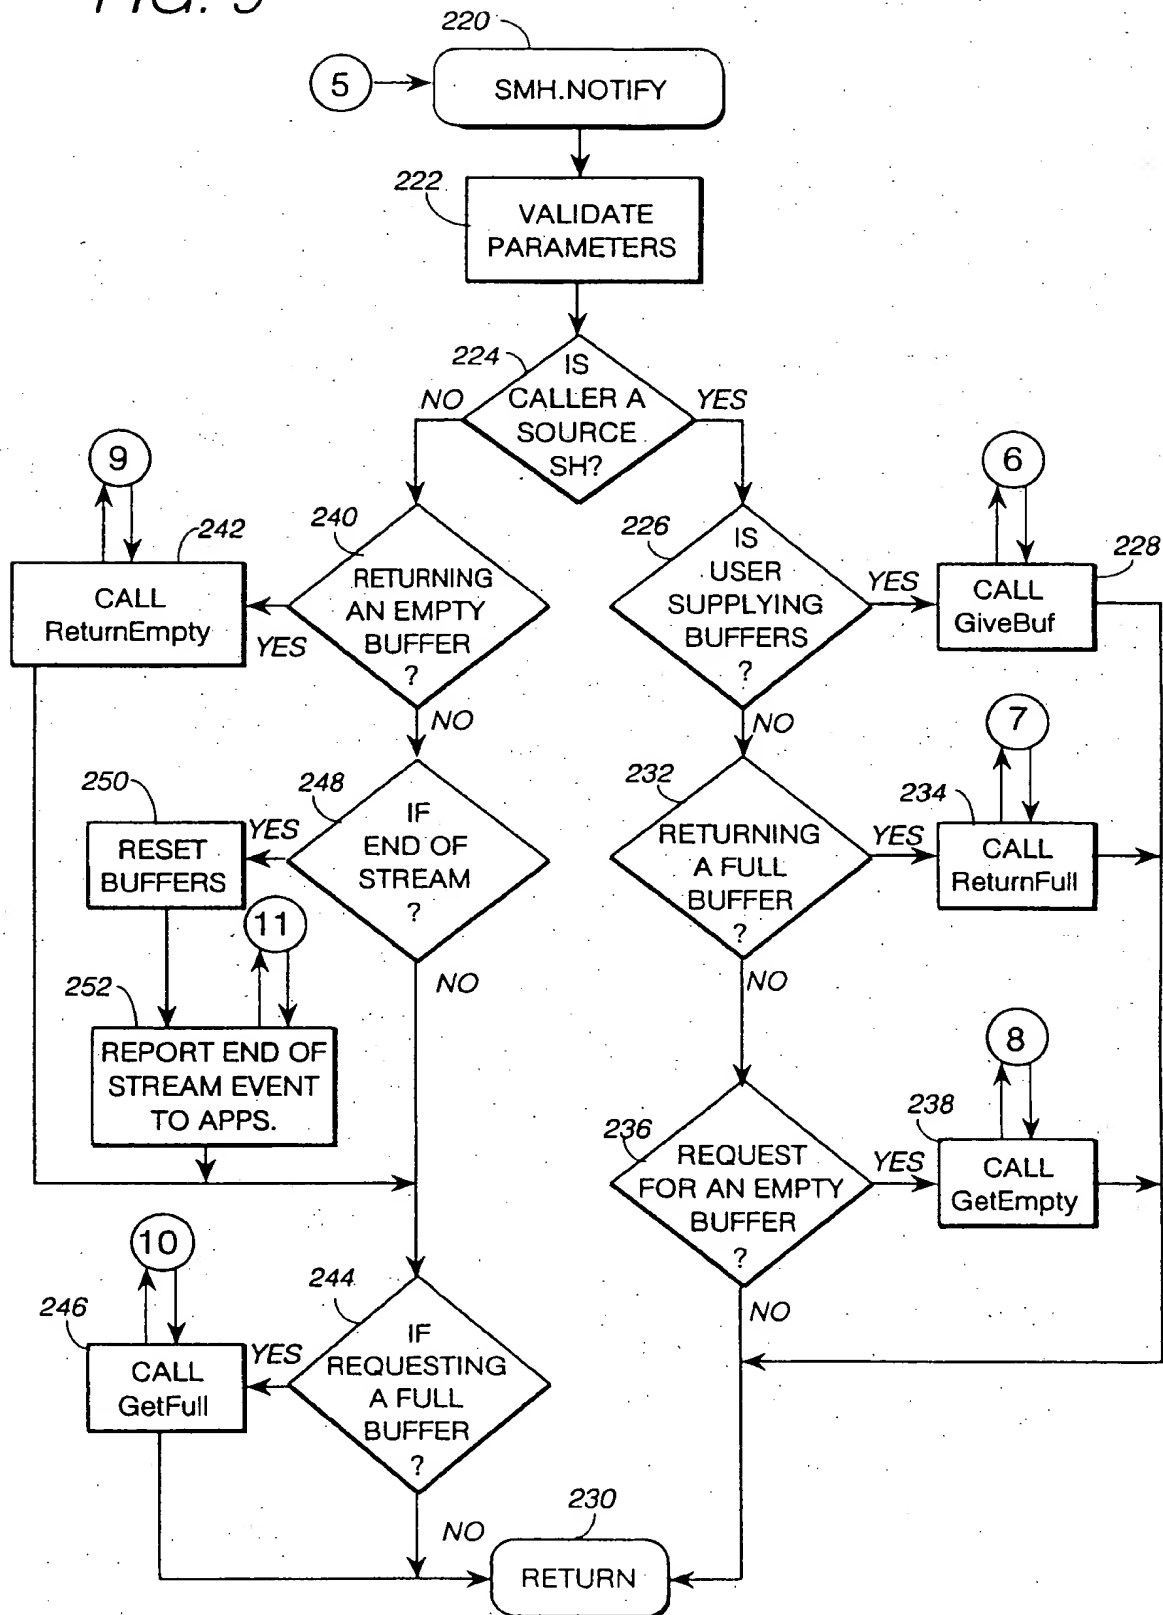 FIG. 9
220
5
SMH.NOTIFY
222
VALIDATE
PARAMETERS
224
IS
CALLER A
SOURCE
SH?
NO
YES
9
6
242
240
226
228
CALL
ReturnEmpty
YES
RETURNING
AN EMPTY
BUFFER
?
IS
USER
SUPPLYING
BUFFERS
?
YES
CALL
GiveBuf
NO
NO
7
250
248
232
234
RESET
BUFFERS
YES
IF
END OF
STREAM
?
RETURNING
A FULL
BUFFER
?
YES
CALL
ReturnFull
11
NO
NO
252
REPORT END OF
STREAM EVENT
TO APPS.
8
236
238
REQUEST
FOR AN EMPTY
BUFFER
?
YES
CALL
GetEmpty
10
244
NO
246
CALL
GetFull
YES
IF
REQUESTING
A FULL
BUFFER
?
NO
230
RETURN